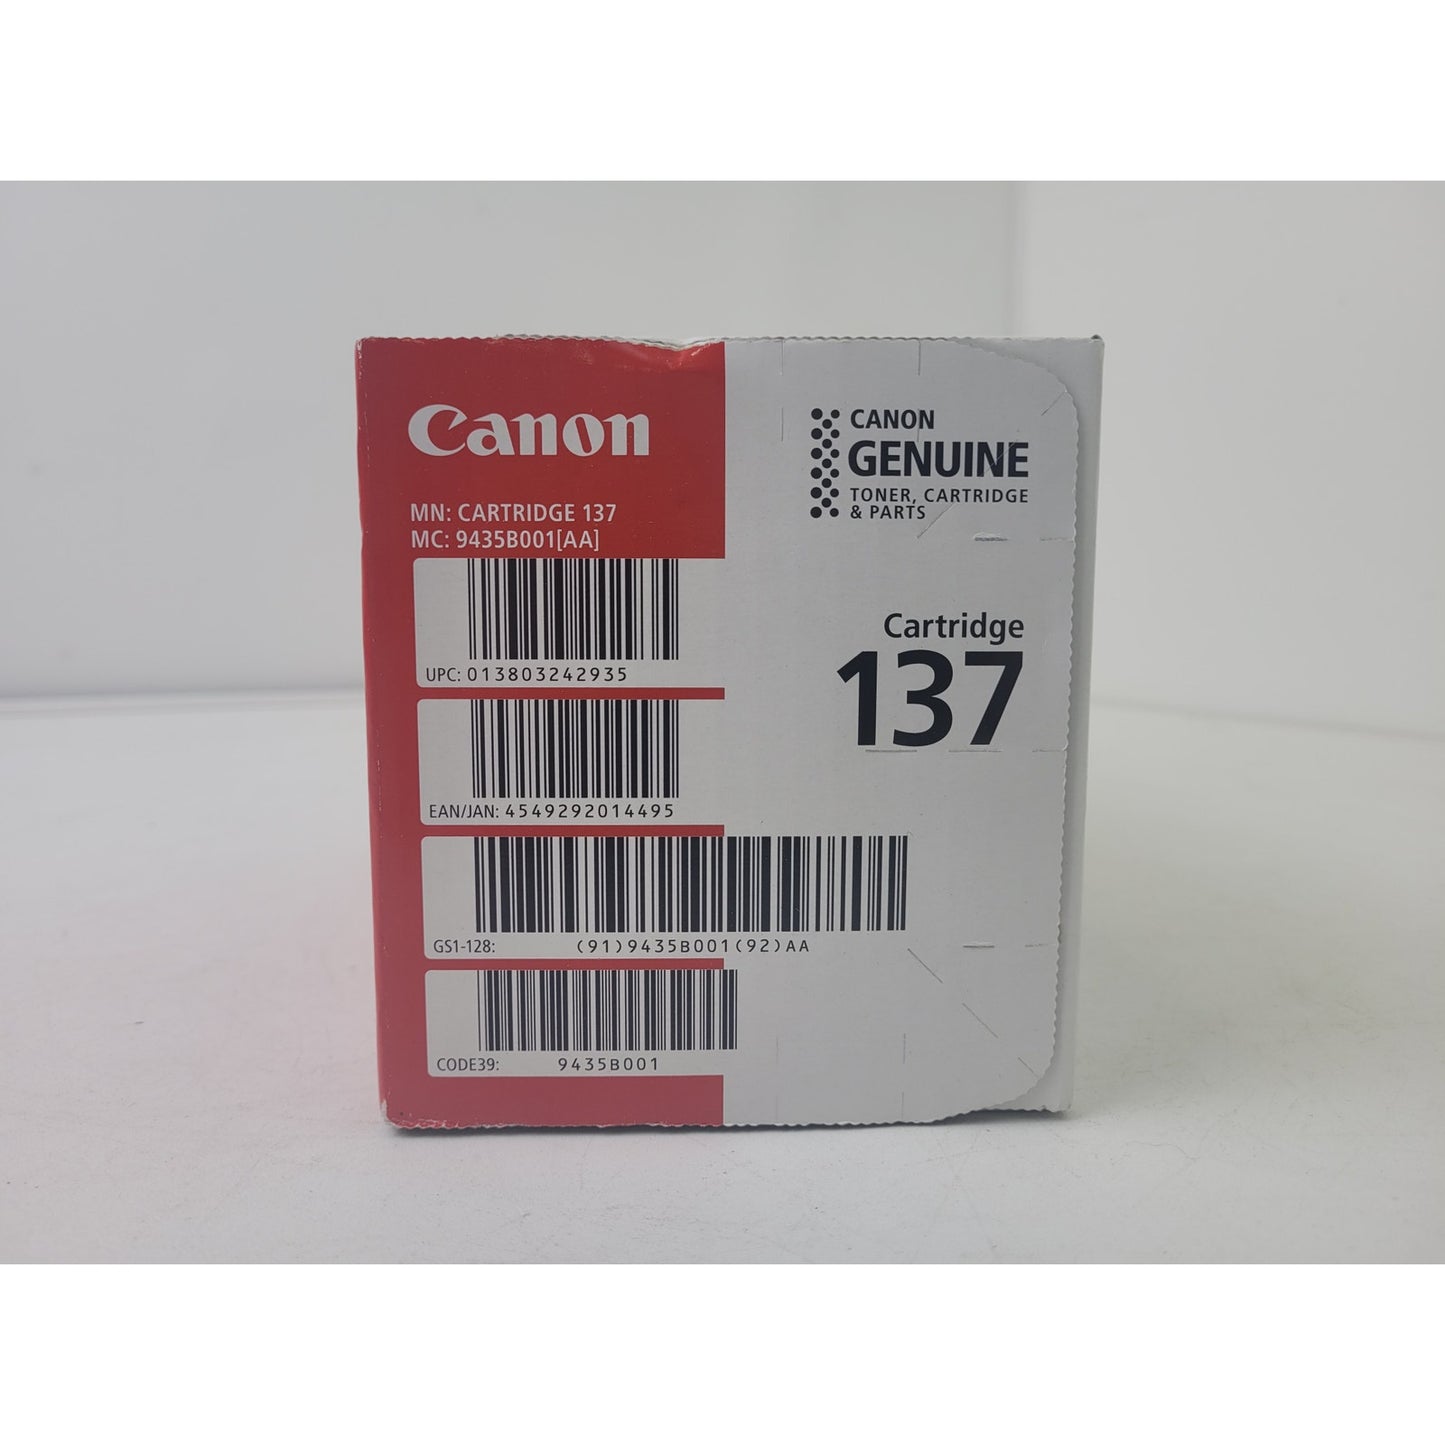 Canon
MN: CARTRIDGE 137
MC: 9435B001[AA]
UPC: 013803242935
EAN/JAN: 4549292014495
GS1-128: (91)9435B001(92)AA
CODE39: 9435B001
CANON
GENUINE
TONER, CARTRIDGE
& PARTS
Cartridge
137